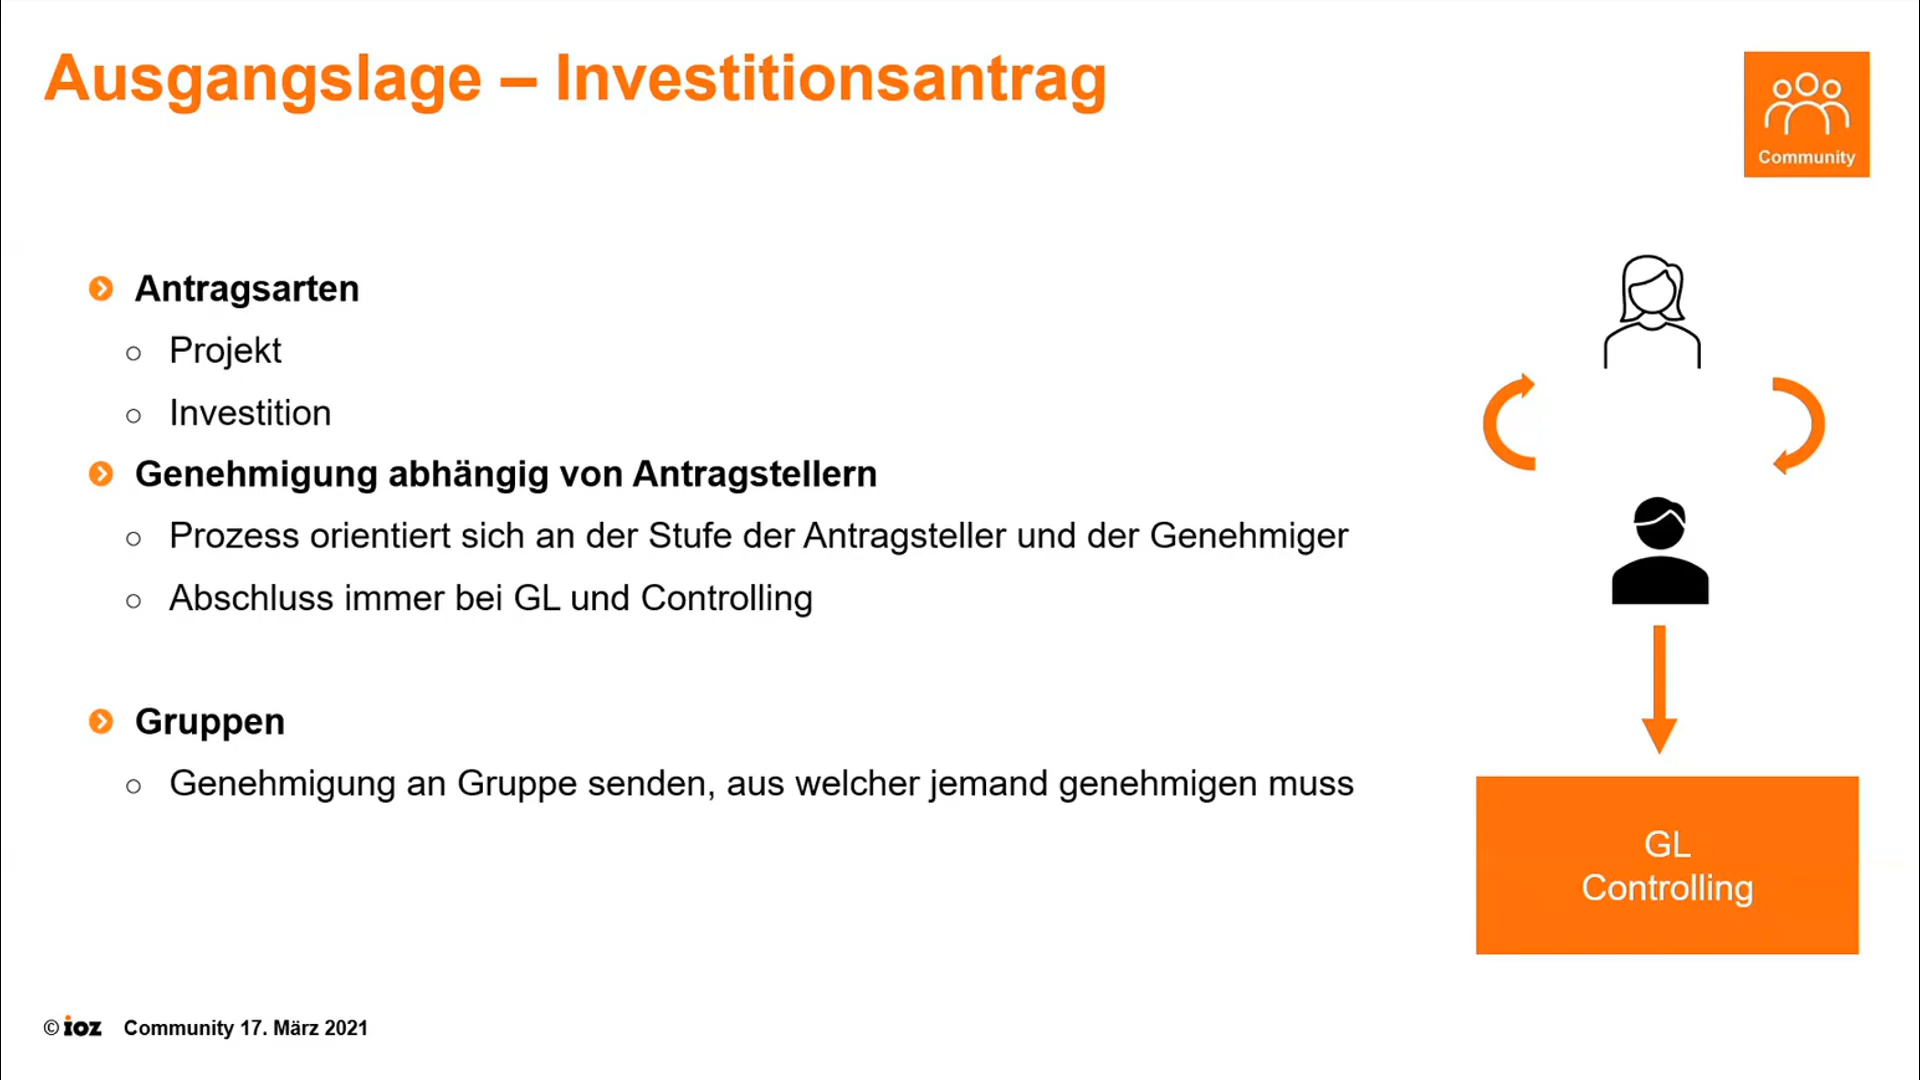 Ausgangslage – Investitionsantrag
Community
Antragsarten
Projekt
Investition
Genehmigung abhängig von Antragstellern
Prozess orientiert sich an der Stufe der Antragsteller und der Genehmiger
Abschluss immer bei GL und Controlling
Gruppen
Genehmigung an Gruppe senden, aus welcher jemand genehmigen muss
GL
Controlling
© ioz Community 17. März 2021